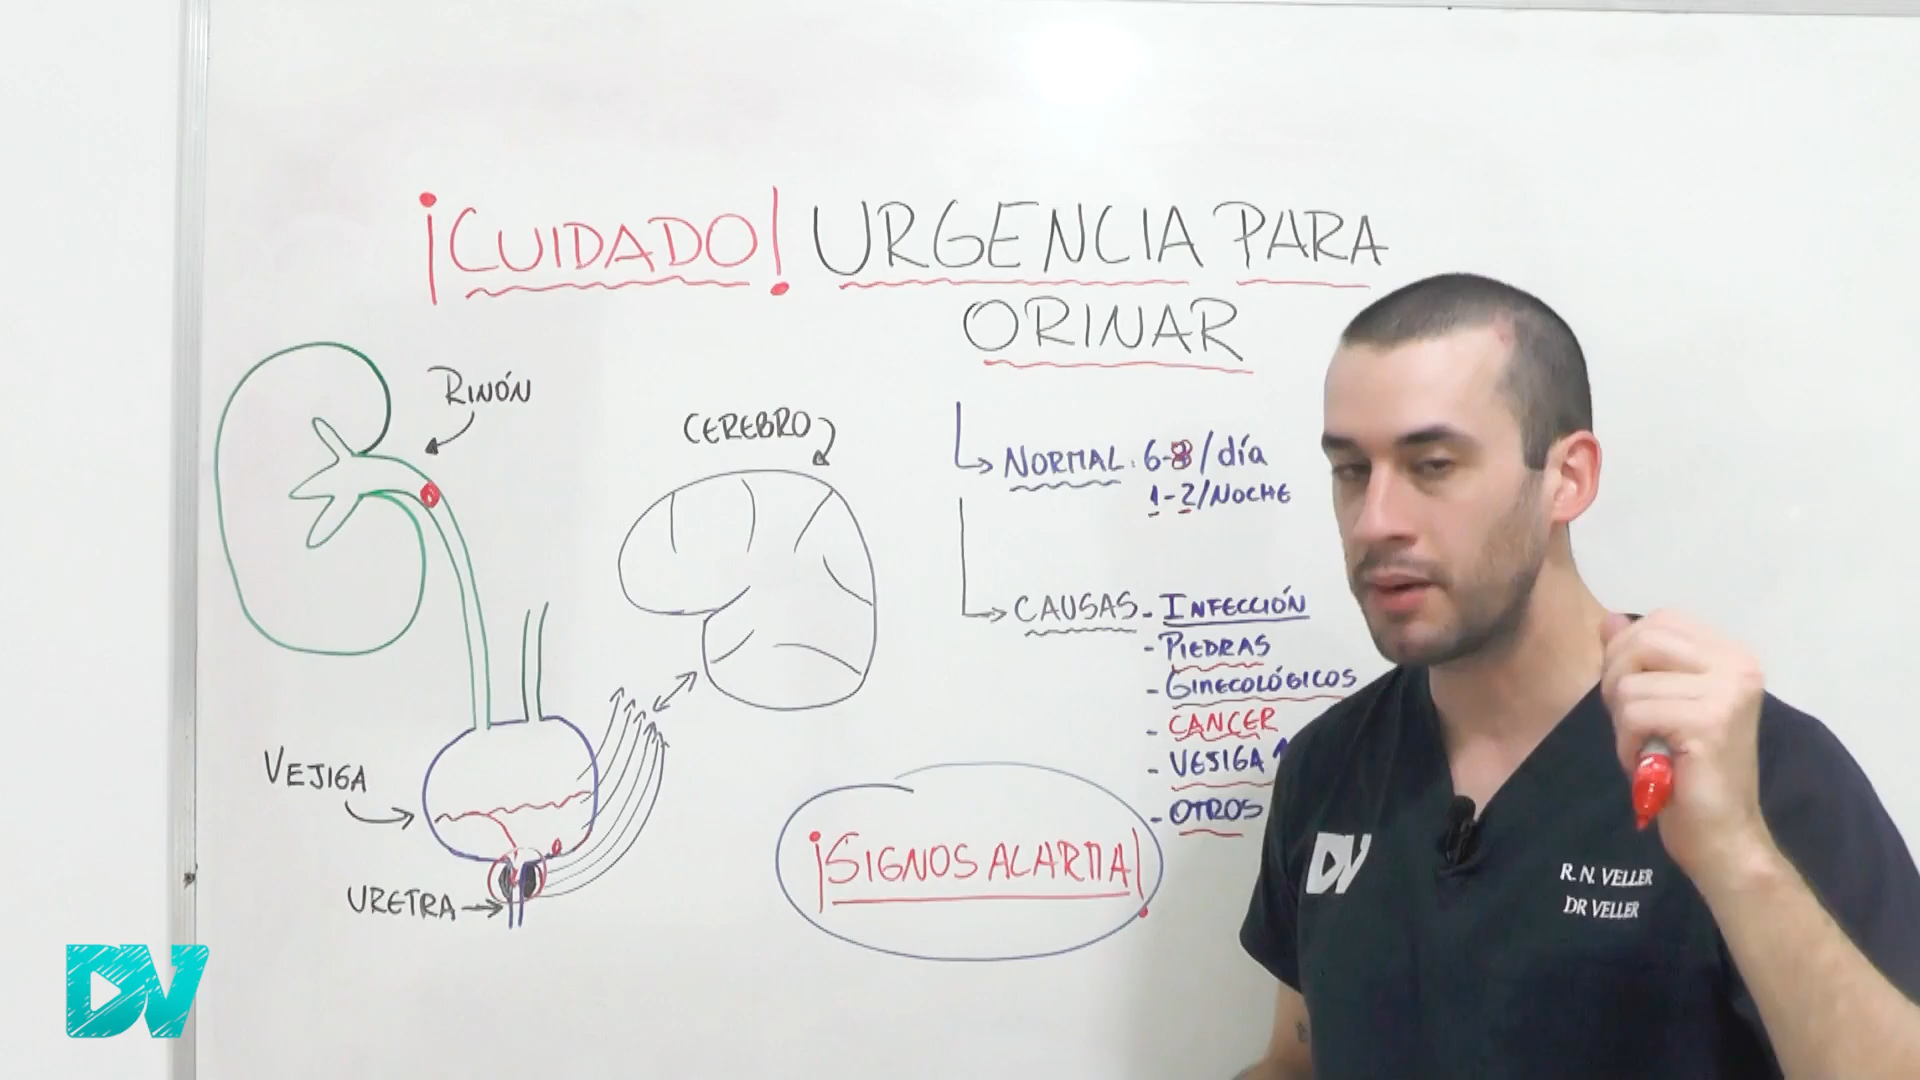 ¡CUIDADO! URGENCIA PARA
ORINAR
RIÑÓN
CEREBRO
NORMAL: 6-8/día
1-2/NOCHE
CAUSAS - INFECCIÓN
- PIEDRAS
- GINECOLÓGICOS
- CANCER
- VEJIGA ↑
- OTROS
VEJIGA
URETRA
¡SIGNOS ALARMA!
DV
R. N. VELLER
DR VELLER
DV